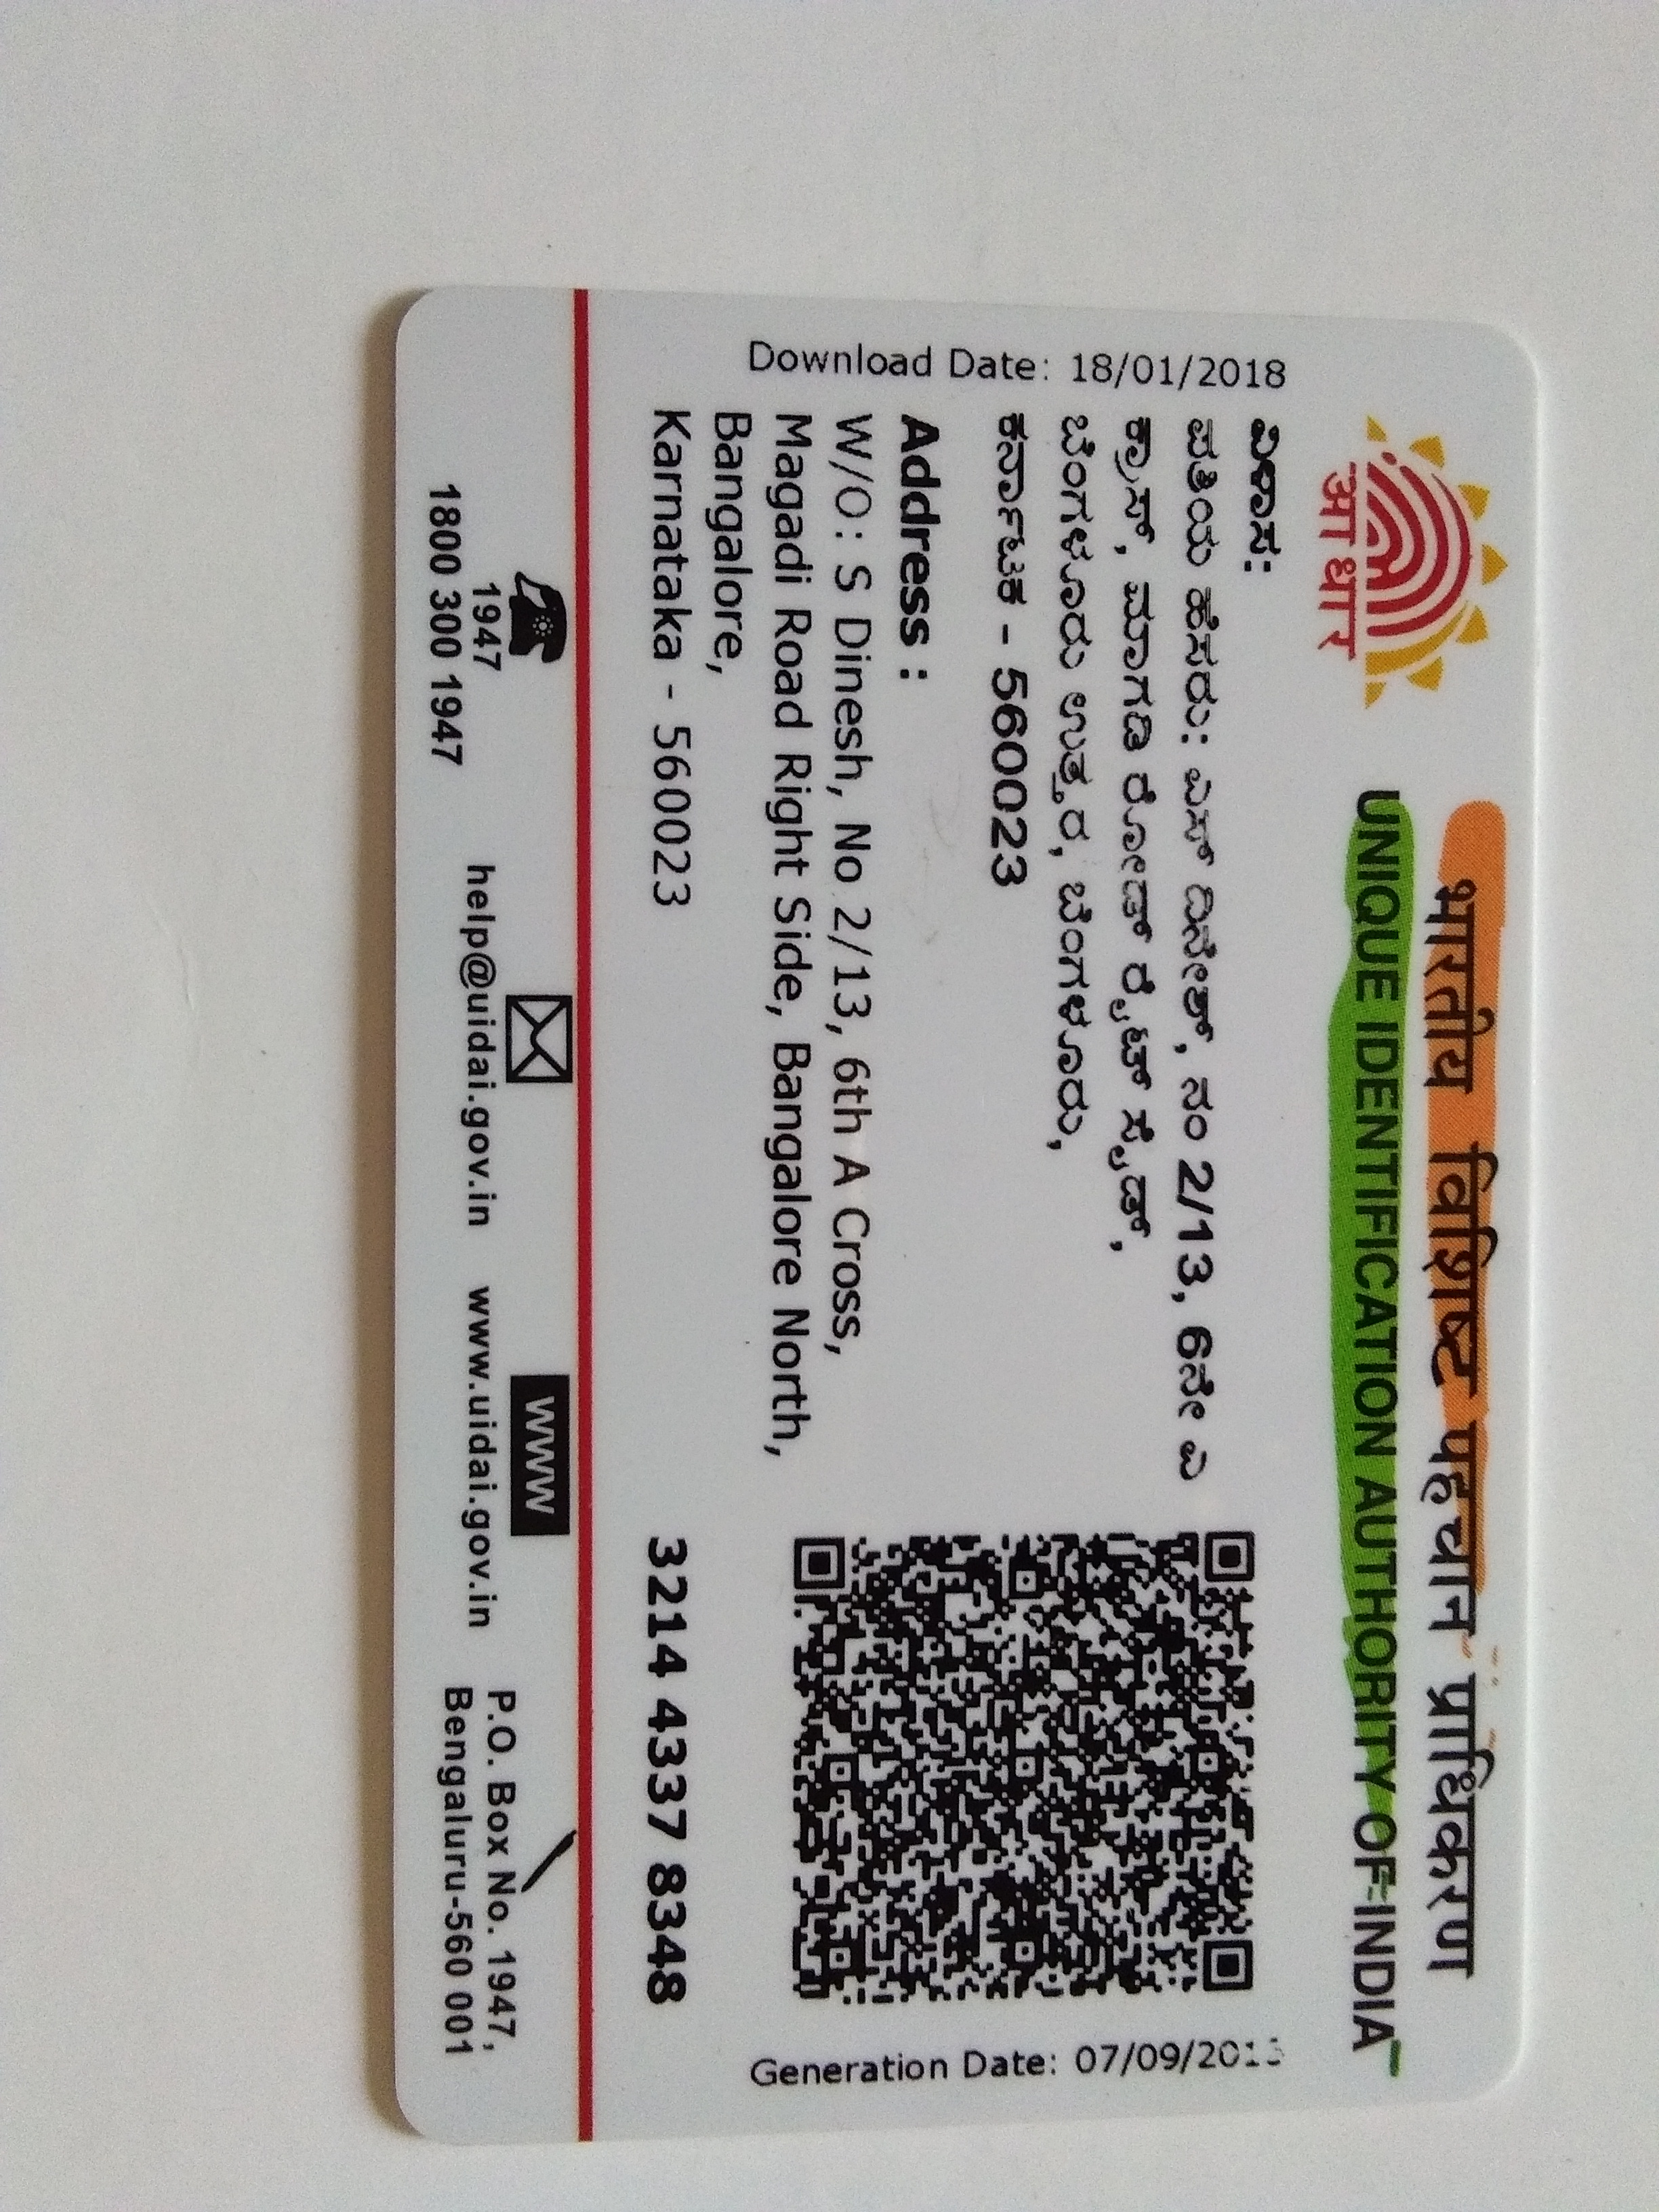 भारतीय विशिष्ट पहचान प्राधिकरण
UNIQUE IDENTIFICATION AUTHORITY OF INDIA
आधार
Download Date: 18/01/2018
ವಿಳಾಸ:
ಪತಿಯ ಹೆಸರು: ಎಸ್ ದಿನೇಶ್, ನಂ 2/13, 6ನೇ ಎ
ಕ್ರಾಸ್, ಮಾಗಡಿ ರೋಡ್ ರೈಟ್ ಸೈಡ್,
ಬೆಂಗಳೂರು ಉತ್ತರ, ಬೆಂಗಳೂರು,
ಕರ್ನಾಟಕ - 560023
Address :
W/O: S Dinesh, No 2/13, 6th A Cross,
Magadi Road Right Side, Bangalore North,
Bangalore,
Karnataka - 560023
3214 4337 8348
Generation Date:
1947
1800 300 1947
help@uidai.gov.in
WWW
www.uidai.gov.in
P.O. Box No. 1947,
Bengaluru-560 001